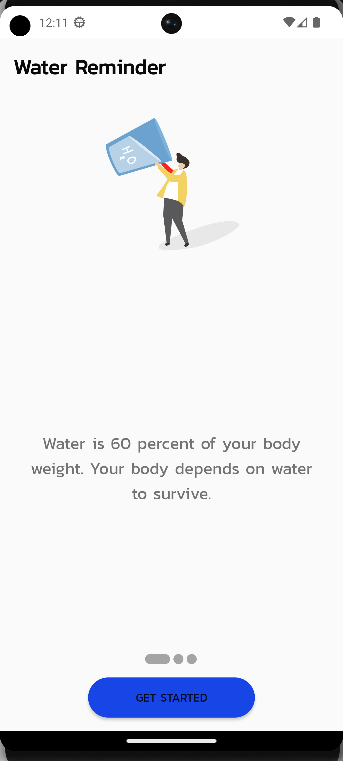 12:11
Water Reminder
H₂O
Water is 60 percent of your body
weight. Your body depends on water
to survive.
GET STARTED